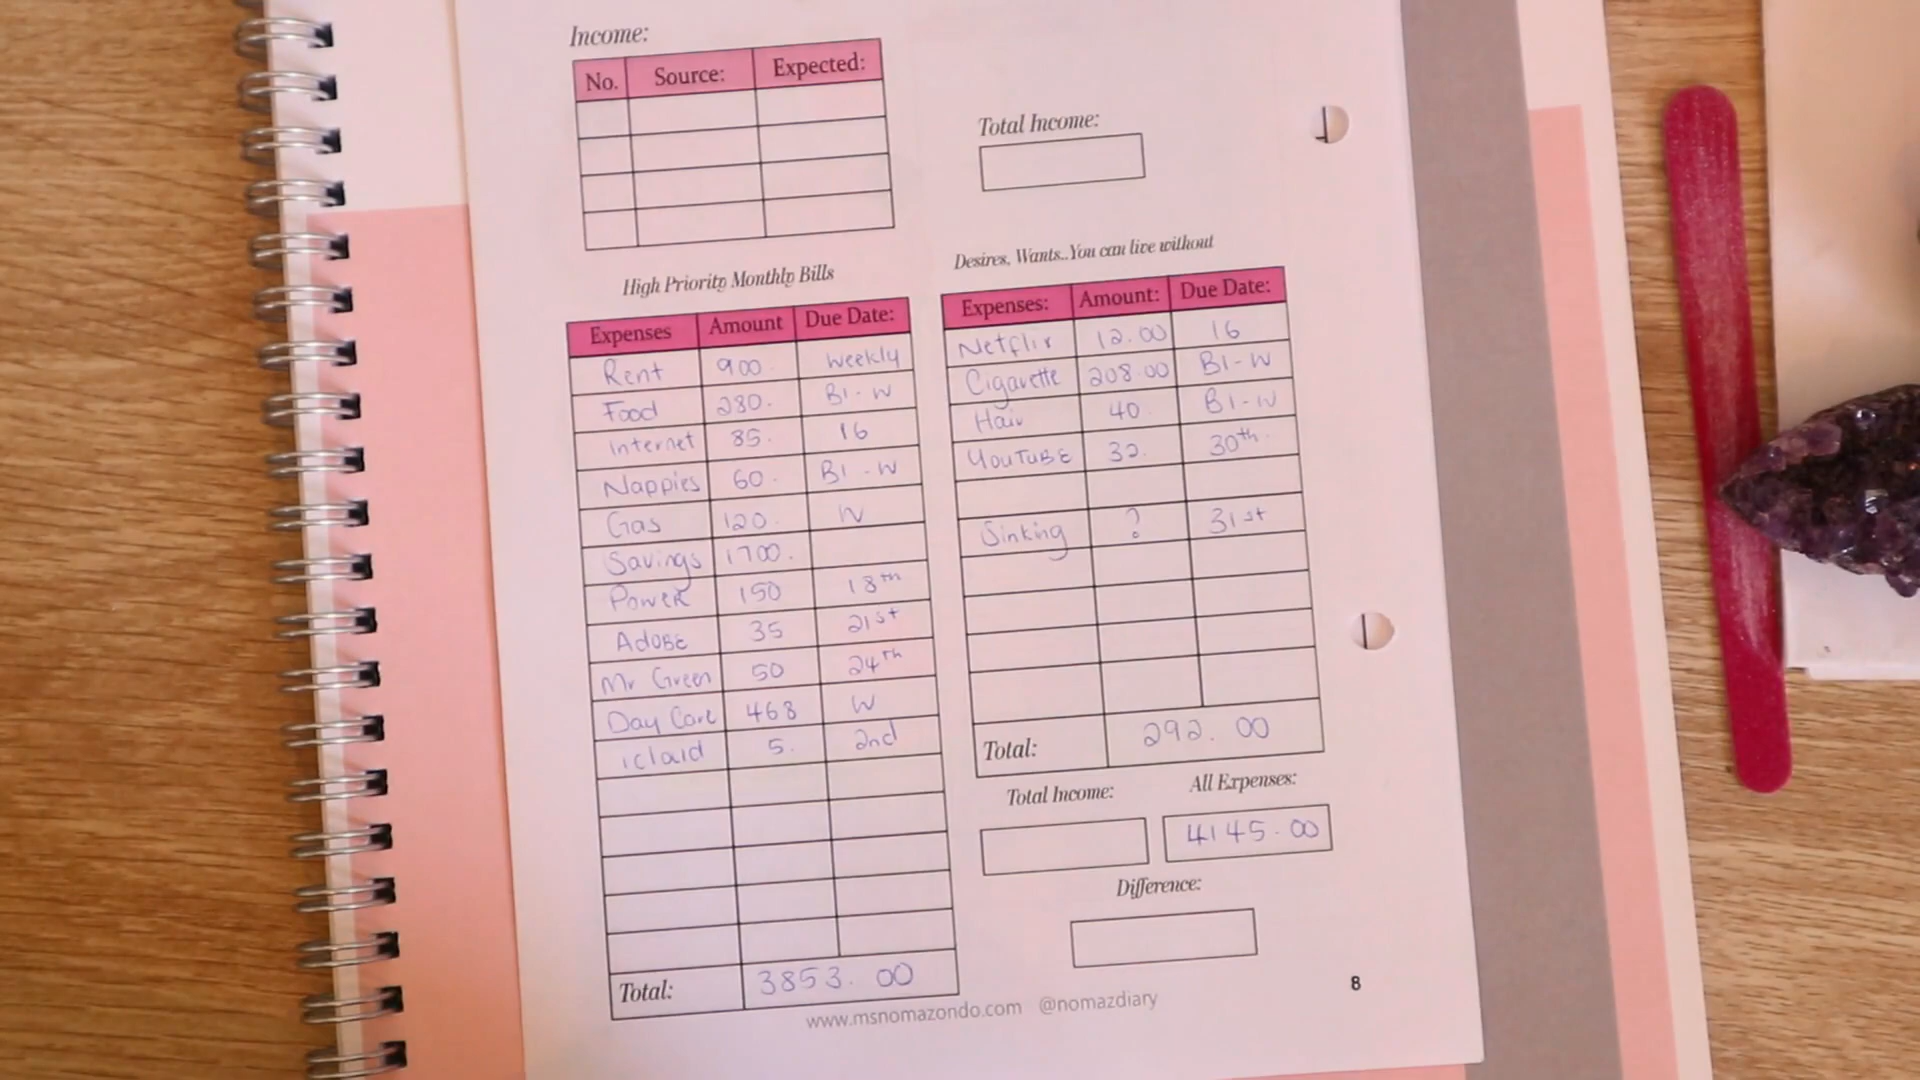 Income:
No. Source: Expected:
Total Income:
High Priority Monthly Bills
Expenses Amount Due Date:
Rent 900. weekly
Food 280. BI-W
Internet 85. 16
Nappies 60. BI-W
Gas 120. W
Savings 1700.
Power 150 18th
Adobe 35 21st
Mr Green 50 24th
Day Care 468 W
icloud 5. 2nd
Total: 3853.00
Desires, Wants..You can live without
Expenses: Amount: Due Date:
Netflix 12.00 16
Cigarette 208.00 BI-W
Hair 40. BI-W
YouTUBE 32. 30th.
Sinking ? 31st
Total: 292.00
Total Income: All Expenses:
4145.00
Difference:
8
www.msnomazondo.com @nomazdiary